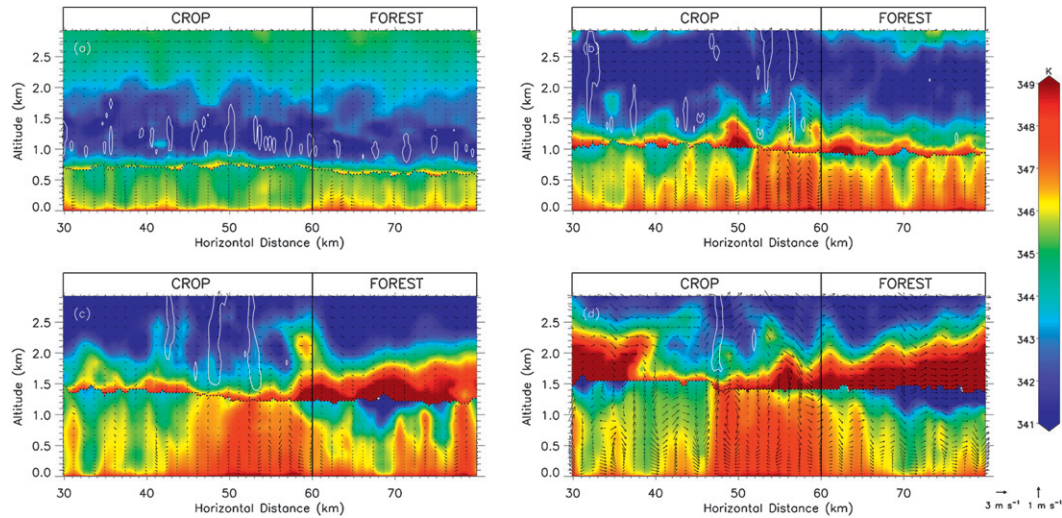 CROP FOREST CROP FOREST
(a) (b)
K
Altitude (km) 2.5 2.0 1.5 1.0 0.5 0.0
Altitude (km) 2.5 2.0 1.5 1.0 0.5 0.0
30 40 50 60 70
Horizontal Distance (km)
30 40 50 60 70
Horizontal Distance (km)
349
348
347
346
345
344
343
342
341
CROP FOREST CROP FOREST
(c) (d)
Altitude (km) 2.5 2.0 1.5 1.0 0.5 0.0
Altitude (km) 2.5 2.0 1.5 1.0 0.5 0.0
30 40 50 60 70
Horizontal Distance (km)
30 40 50 60 70
Horizontal Distance (km)
3 m s⁻¹ 1 m s⁻¹